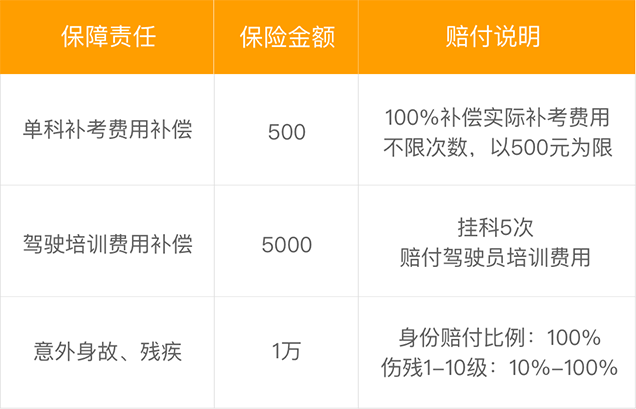 保障责任 保险金额 赔付说明
单科补考费用补偿 500 100%补偿实际补考费用
不限次数，以500元为限
驾驶培训费用补偿 5000 挂科5次
赔付驾驶员培训费用
意外身故、残疾 1万 身份赔付比例：100%
伤残1-10级：10%-100%